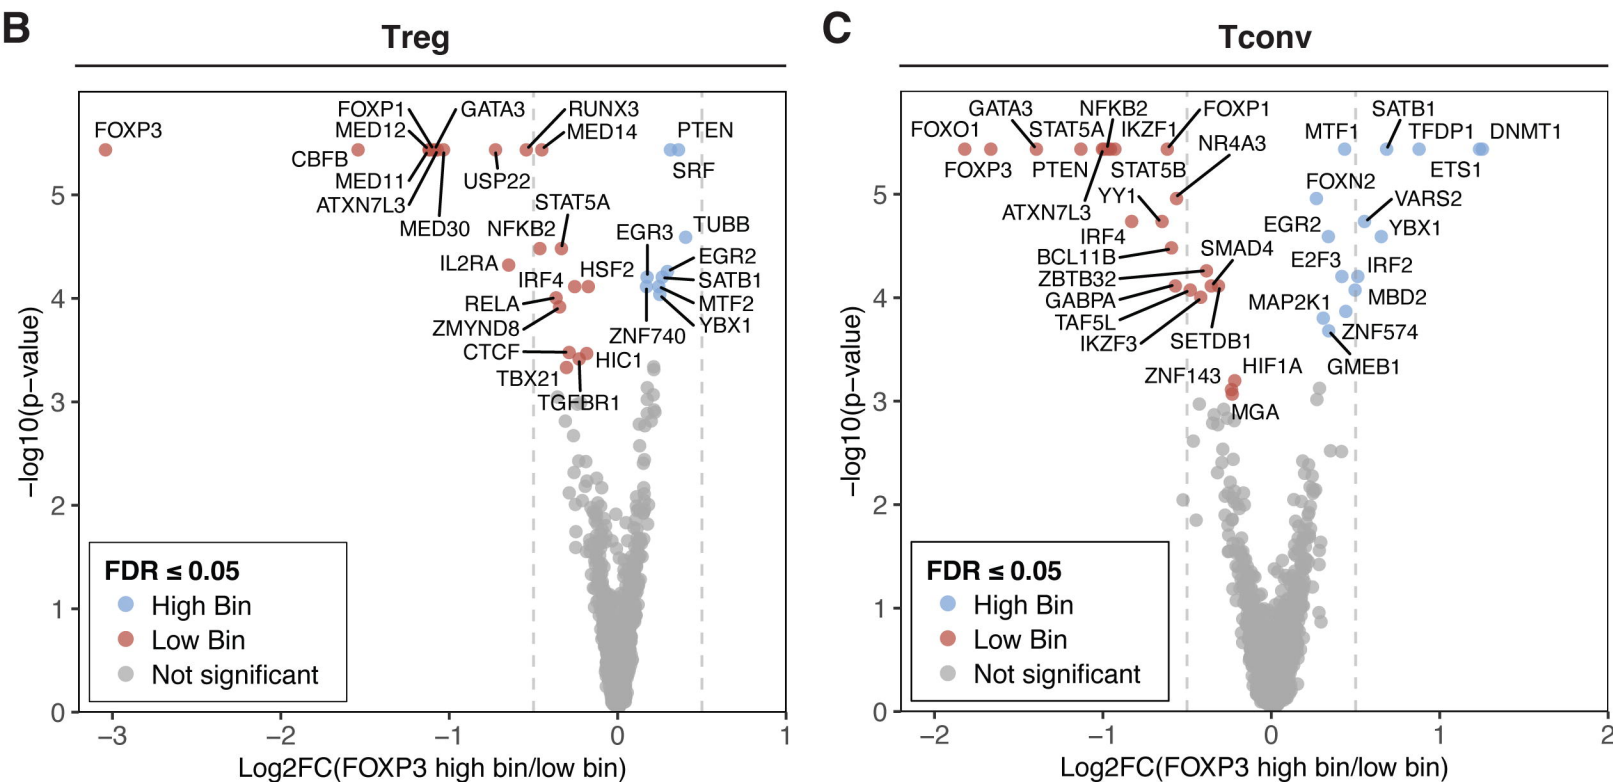 B
Treg
FOXP3
FOXP1
GATA3
RUNX3
MED12
MED14
PTEN
CBFB
MED11
USP22
SRF
ATXN7L3
MED30
STAT5A
NFKB2
TUBB
EGR3
IL2RA
EGR2
IRF4
HSF2
SATB1
RELA
MTF2
ZMYND8
YBX1
ZNF740
CTCF
HIC1
TBX21
TGFBR1
−log10(p−value)
5
4
3
2
1
0
FDR ≤ 0.05
High Bin
Low Bin
Not significant
−3
−2
−1
0
1
Log2FC(FOXP3 high bin/low bin)
C
Tconv
GATA3
NFKB2
FOXP1
SATB1
FOXO1
STAT5A
IKZF1
NR4A3
MTF1
TFDP1
DNMT1
FOXP3
PTEN
STAT5B
ETS1
ATXN7L3
YY1
FOXN2
VARS2
IRF4
EGR2
YBX1
BCL11B
SMAD4
E2F3
IRF2
ZBTB32
GABPA
MAP2K1
MBD2
TAF5L
IKZF3
SETDB1
ZNF574
GMEB1
ZNF143
HIF1A
MGA
−log10(p−value)
5
4
3
2
1
0
FDR ≤ 0.05
High Bin
Low Bin
Not significant
−2
−1
0
1
2
Log2FC(FOXP3 high bin/low bin)